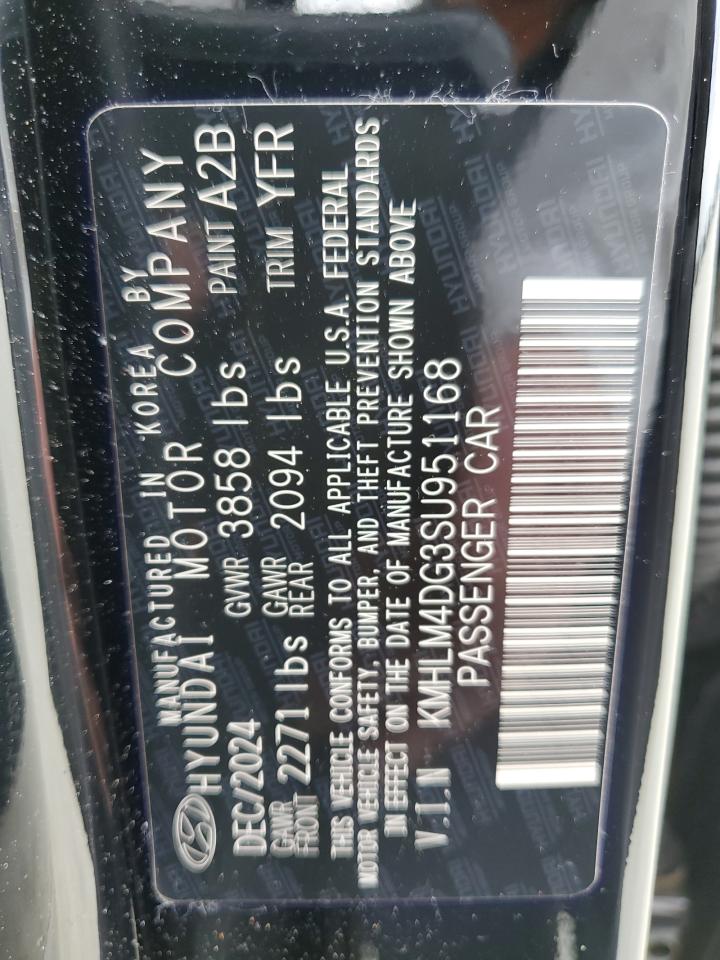 MANUFACTURED IN KOREA BY
HYUNDAI MOTOR COMPANY
DEC/2024 GVWR 3858 lbs PAINT A2B
GAWR FRONT 2271 lbs GAWR REAR 2094 lbs TRIM YFR
THIS VEHICLE CONFORMS TO ALL APPLICABLE U.S.A. FEDERAL
MOTOR VEHICLE SAFETY, BUMPER, AND THEFT PREVENTION STANDARDS
IN EFFECT ON THE DATE OF MANUFACTURE SHOWN ABOVE
V.I.N KMHLM4DG3SU951168
PASSENGER CAR